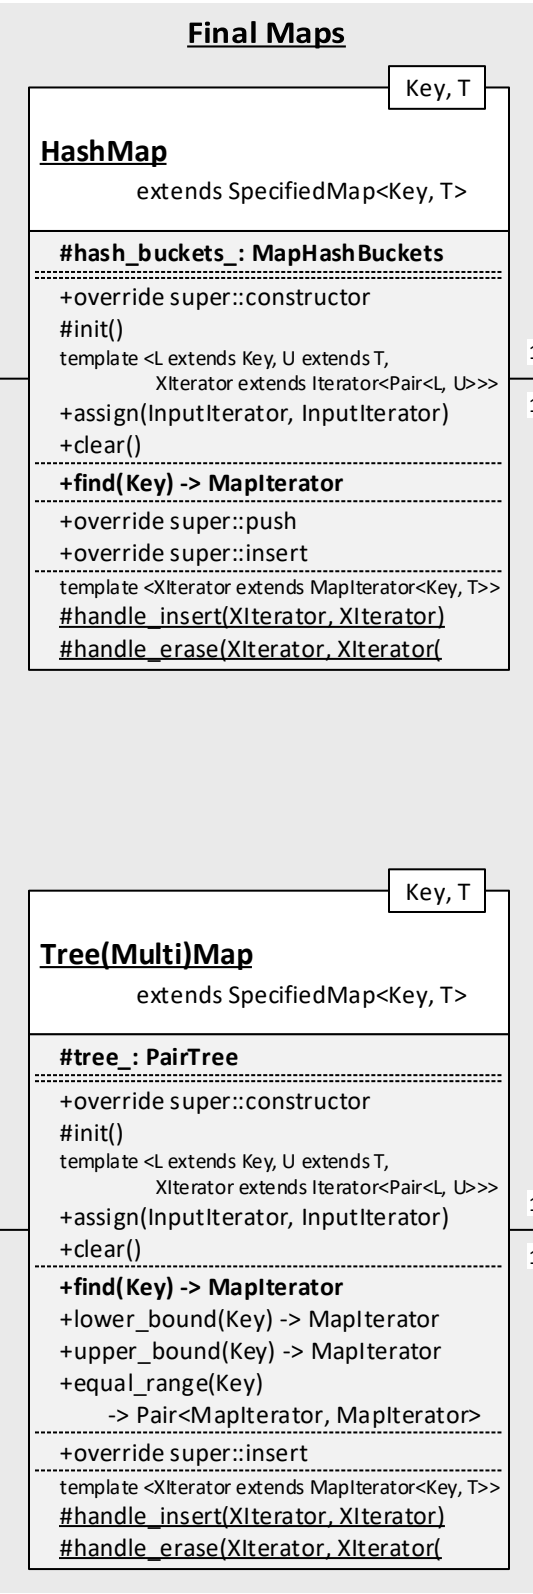 Final Maps
Key, T
HashMap
extends SpecifiedMap<Key, T>
#hash_buckets_: MapHashBuckets
+override super::constructor
#init()
template <L extends Key, U extends T,
XIterator extends Iterator<Pair<L, U>>>
+assign(InputIterator, InputIterator)
+clear()
+find(Key) -> MapIterator
+override super::push
+override super::insert
template <XIterator extends MapIterator<Key, T>>
#handle_insert(XIterator, XIterator)
#handle_erase(XIterator, XIterator(
1
1
Key, T
Tree(Multi)Map
extends SpecifiedMap<Key, T>
#tree_: PairTree
+override super::constructor
#init()
template <L extends Key, U extends T,
XIterator extends Iterator<Pair<L, U>>>
+assign(InputIterator, InputIterator)
+clear()
+find(Key) -> MapIterator
+lower_bound(Key) -> MapIterator
+upper_bound(Key) -> MapIterator
+equal_range(Key)
-> Pair<MapIterator, MapIterator>
+override super::insert
template <XIterator extends MapIterator<Key, T>>
#handle_insert(XIterator, XIterator)
#handle_erase(XIterator, XIterator(
1
1